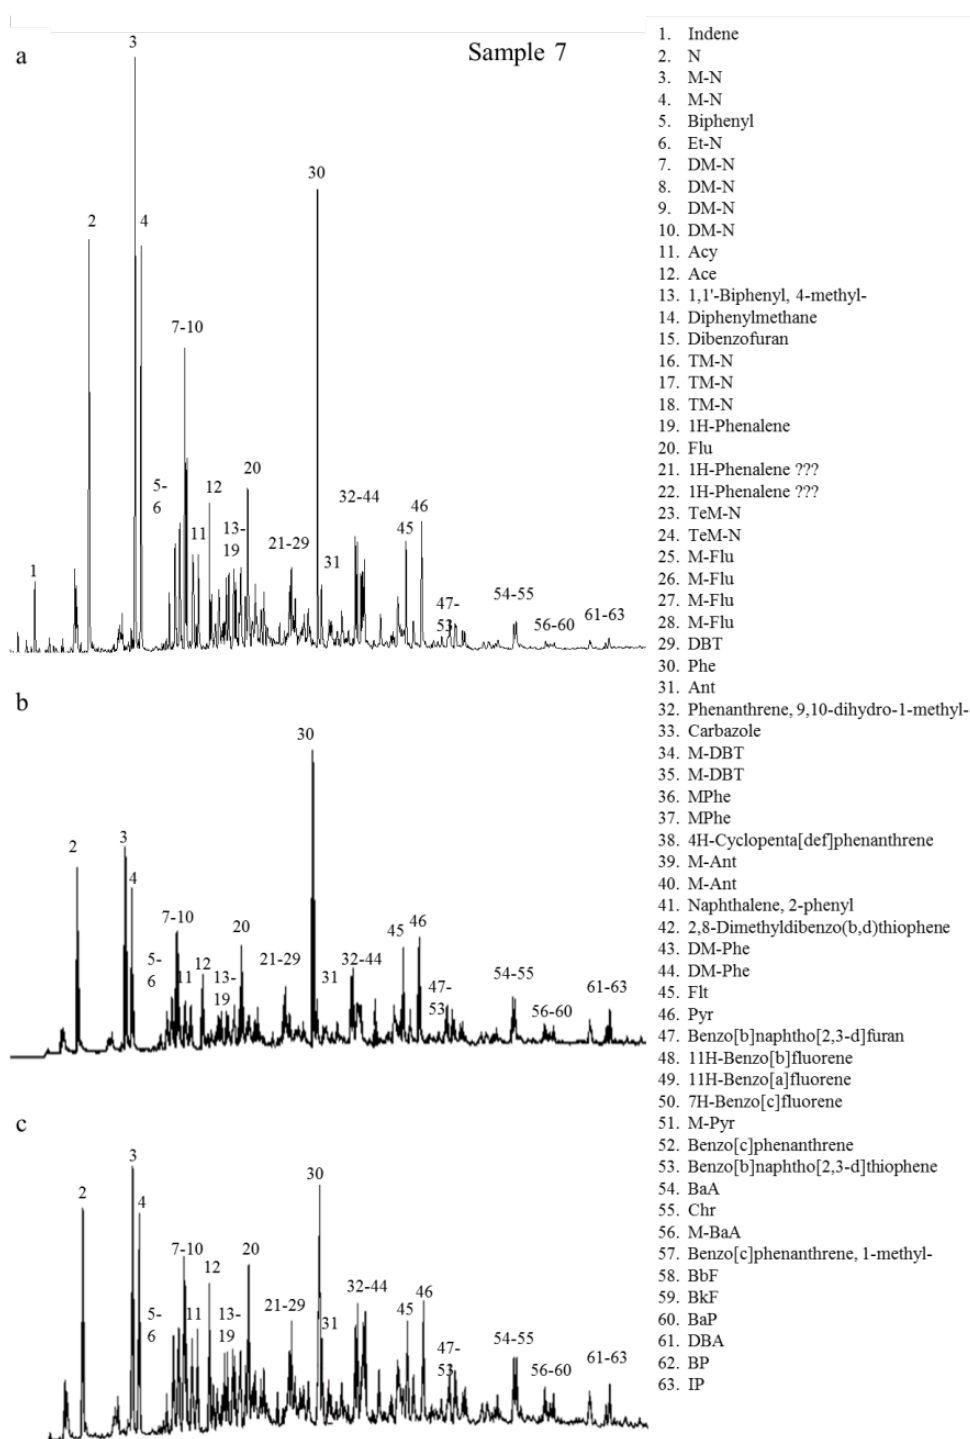 a
Sample 7
3
30
2
4
7-10
5-
6
12
20
11
13-
19
1
21-29
31
32-44
46
45
47-
53
54-55
56-60
61-63
b
30
2
3
4
7-10
5-
6
11
12
13-
19
20
21-29
31
32-44
45
46
47-
53
54-55
56-60
61-63
c
3
2
4
30
7-10
5-
6
11
12
13-
19
20
21-29
31
32-44
45
46
47-
53
54-55
56-60
61-63
1. Indene
2. N
3. M-N
4. M-N
5. Biphenyl
6. Et-N
7. DM-N
8. DM-N
9. DM-N
10. DM-N
11. Acy
12. Ace
13. 1,1'-Biphenyl, 4-methyl-
14. Diphenylmethane
15. Dibenzofuran
16. TM-N
17. TM-N
18. TM-N
19. 1H-Phenalene
20. Flu
21. 1H-Phenalene ???
22. 1H-Phenalene ???
23. TeM-N
24. TeM-N
25. M-Flu
26. M-Flu
27. M-Flu
28. M-Flu
29. DBT
30. Phe
31. Ant
32. Phenanthrene, 9,10-dihydro-1-methyl-
33. Carbazole
34. M-DBT
35. M-DBT
36. MPhe
37. MPhe
38. 4H-Cyclopenta[def]phenanthrene
39. M-Ant
40. M-Ant
41. Naphthalene, 2-phenyl
42. 2,8-Dimethyldibenzo(b,d)thiophene
43. DM-Phe
44. DM-Phe
45. Flt
46. Pyr
47. Benzo[b]naphtho[2,3-d]furan
48. 11H-Benzo[b]fluorene
49. 11H-Benzo[a]fluorene
50. 7H-Benzo[c]fluorene
51. M-Pyr
52. Benzo[c]phenanthrene
53. Benzo[b]naphtho[2,3-d]thiophene
54. BaA
55. Chr
56. M-BaA
57. Benzo[c]phenanthrene, 1-methyl-
58. BbF
59. BkF
60. BaP
61. DBA
62. BP
63. IP